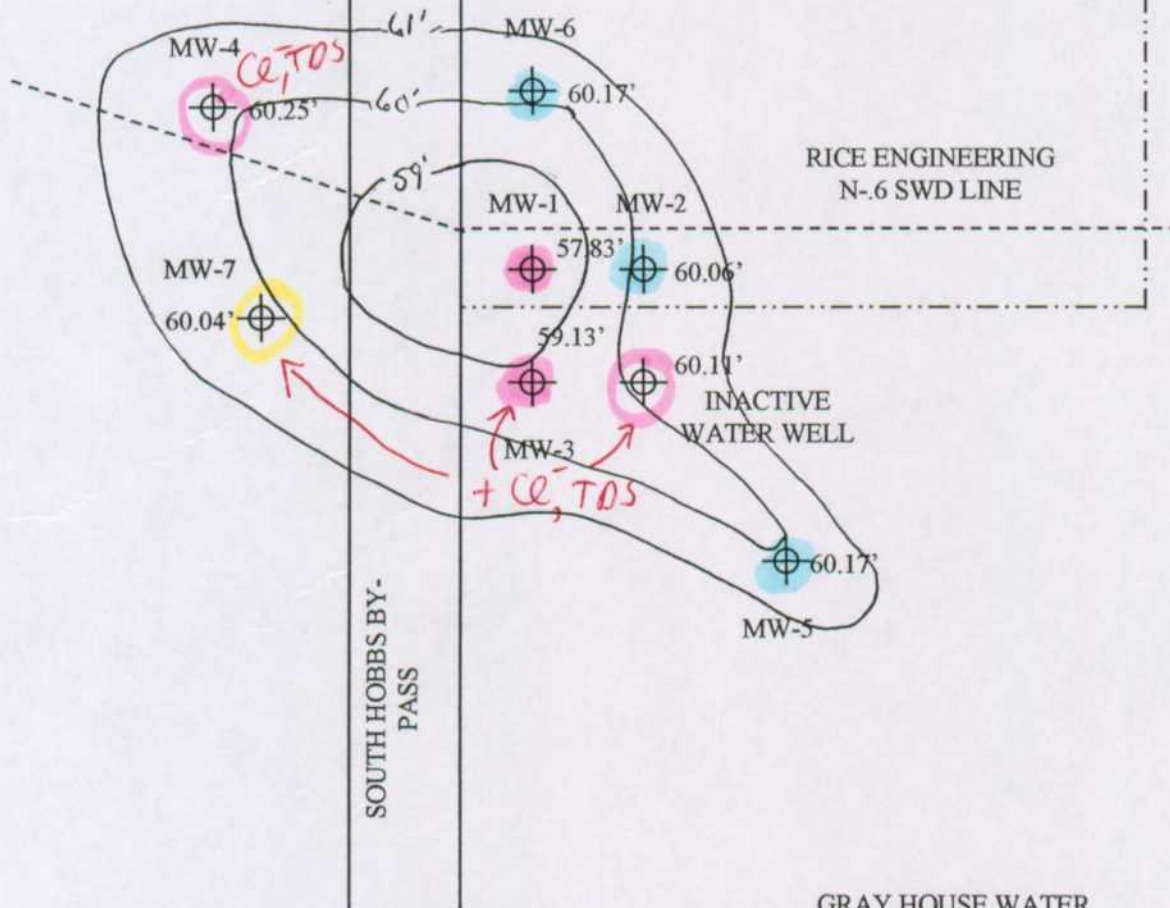 61'
MW-6
MW-4
Cl⁻, TDS
60.25'
60'
60.17'
RICE ENGINEERING
N-.6 SWD LINE
59'
MW-1
MW-2
57.83'
60.06'
MW-7
60.04'
59.13'
60.11'
INACTIVE
WATER WELL
MW-3
+ Cl⁻, TDS
60.17'
MW-5
SOUTH HOBBS BY-
PASS
GRAY HOUSE WATER